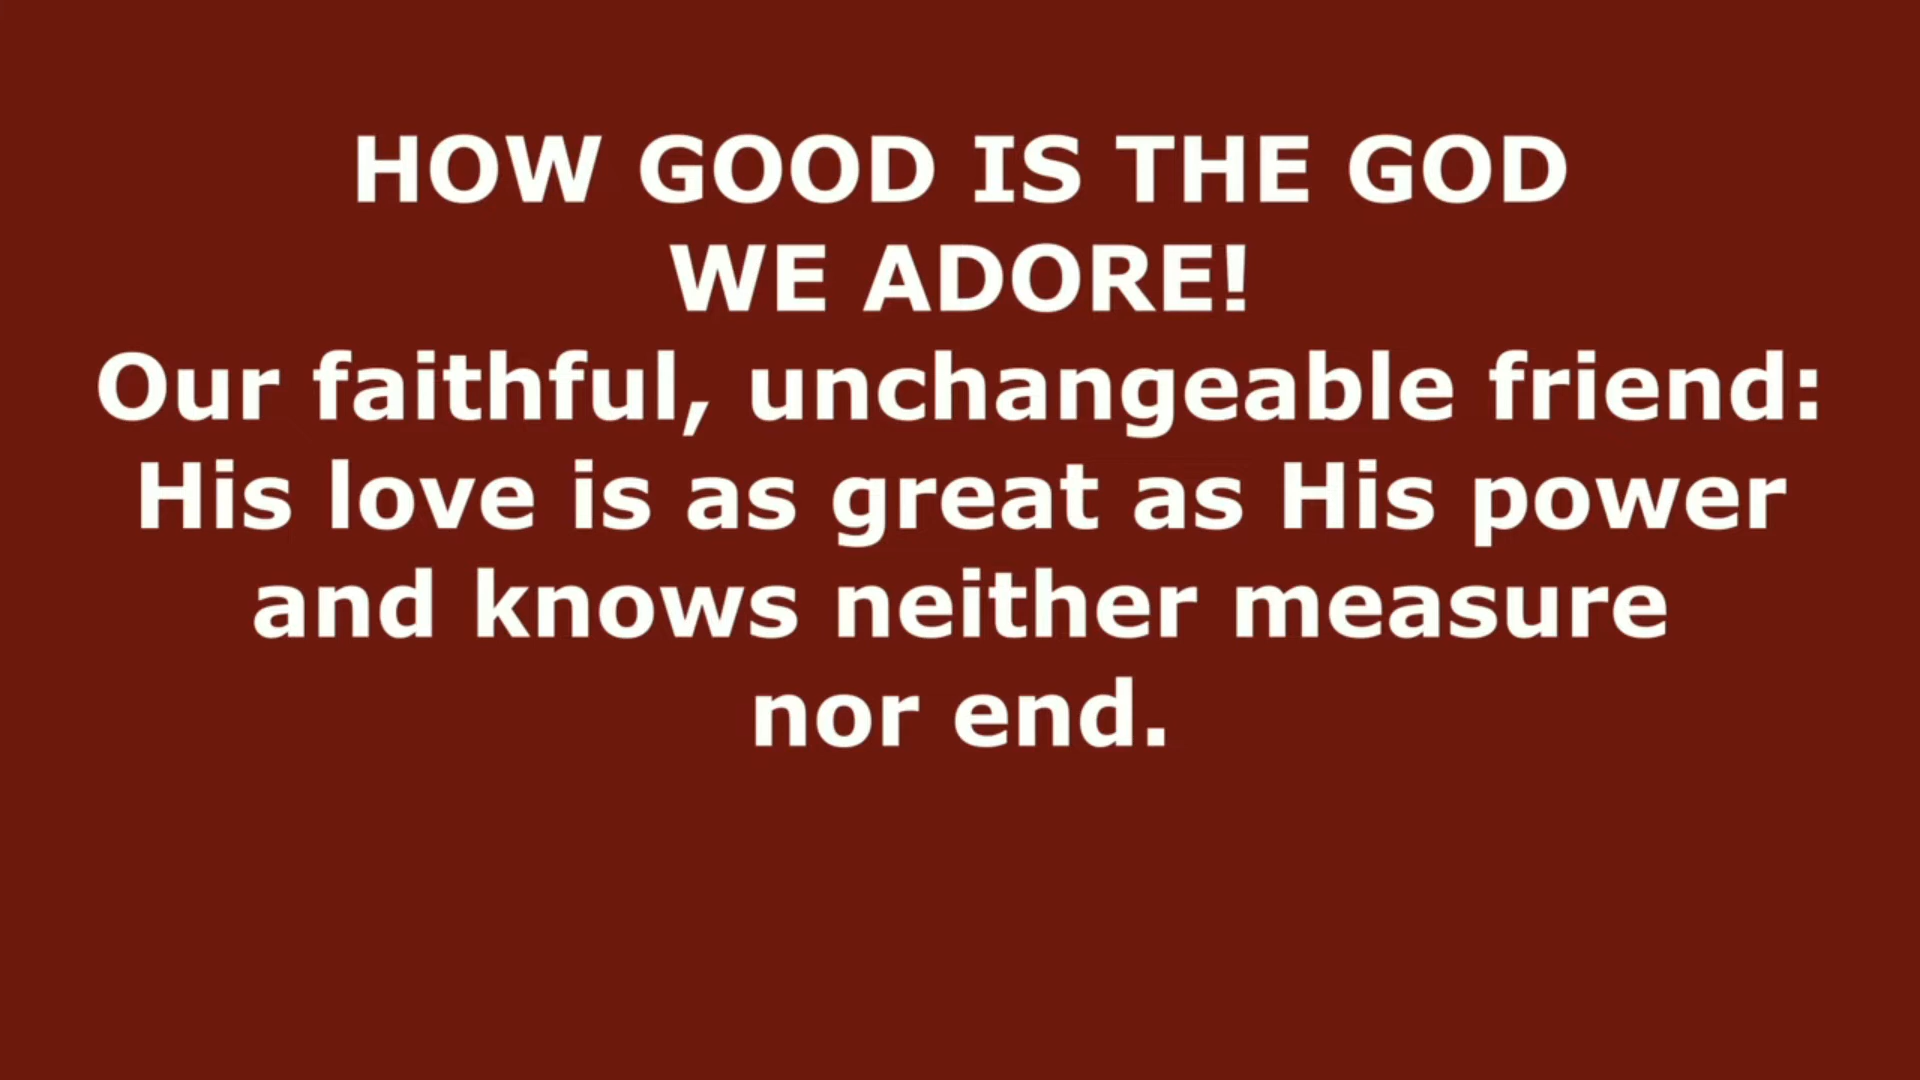 HOW GOOD IS THE GOD
WE ADORE!
Our faithful, unchangeable friend:
His love is as great as His power
and knows neither measure
nor end.